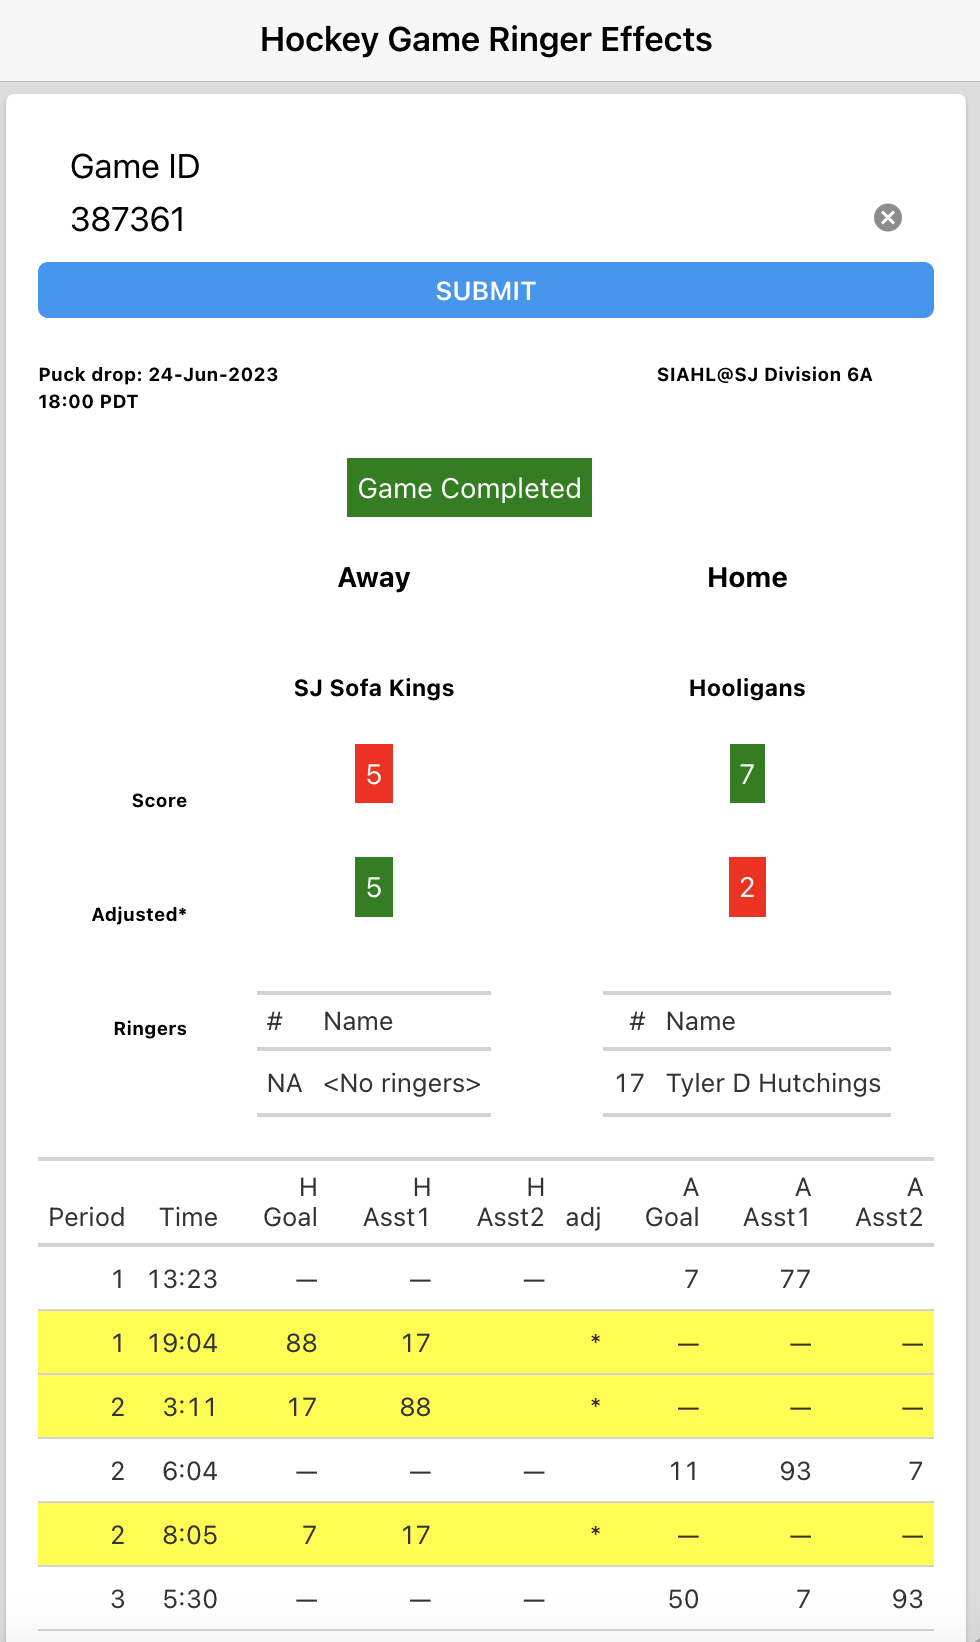 Hockey Game Ringer Effects
Game ID
387361
SUBMIT
Puck drop: 24-Jun-2023 SIAHL@SJ Division 6A
18:00 PDT
Game Completed
Away Home
SJ Sofa Kings Hooligans
Score 5 7
Adjusted* 5 2
Ringers # Name # Name
NA <No ringers> 17 Tyler D Hutchings
H H H A A A
Period Time Goal Asst1 Asst2 adj Goal Asst1 Asst2
1 13:23 — — — 7 77
1 19:04 88 17 * — — —
2 3:11 17 88 * — — —
2 6:04 — — — 11 93 7
2 8:05 7 17 * — — —
3 5:30 — — — 50 7 93